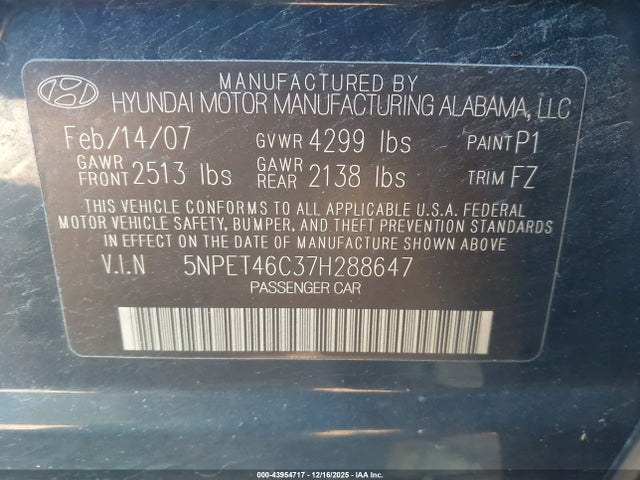 MANUFACTURED BY
HYUNDAI MOTOR MANUFACTURING ALABAMA, LLC
Feb/14/07 GVWR 4299 lbs PAINT P1
GAWR FRONT 2513 lbs GAWR REAR 2138 lbs TRIM FZ
THIS VEHICLE CONFORMS TO ALL APPLICABLE U.S.A. FEDERAL
MOTOR VEHICLE SAFETY, BUMPER, AND THEFT PREVENTION STANDARDS
IN EFFECT ON THE DATE OF MANUFACTURE SHOWN ABOVE
V.I.N 5NPET46C37H288647
PASSENGER CAR
000-43954717 - 12/16/2025 - IAA Inc.